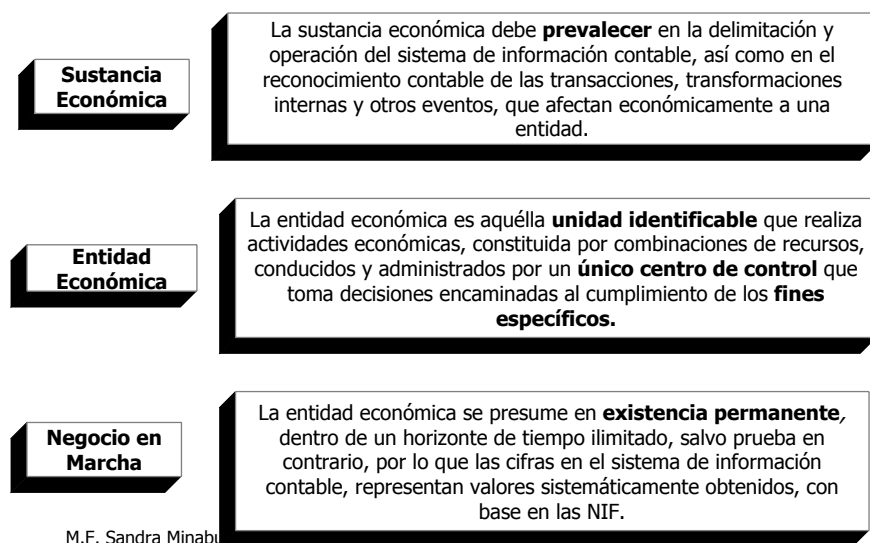 Sustancia
Económica
La sustancia económica debe prevalecer en la delimitación y
operación del sistema de información contable, así como en el
reconocimiento contable de las transacciones, transformaciones
internas y otros eventos, que afectan económicamente a una
entidad.
Entidad
Económica
La entidad económica es aquélla unidad identificable que realiza
actividades económicas, constituida por combinaciones de recursos,
conducidos y administrados por un único centro de control que
toma decisiones encaminadas al cumplimiento de los fines
específicos.
Negocio en
Marcha
La entidad económica se presume en existencia permanente,
dentro de un horizonte de tiempo ilimitado, salvo prueba en
contrario, por lo que las cifras en el sistema de información
contable, representan valores sistemáticamente obtenidos, con
base en las NIF.
M.F. Sandra